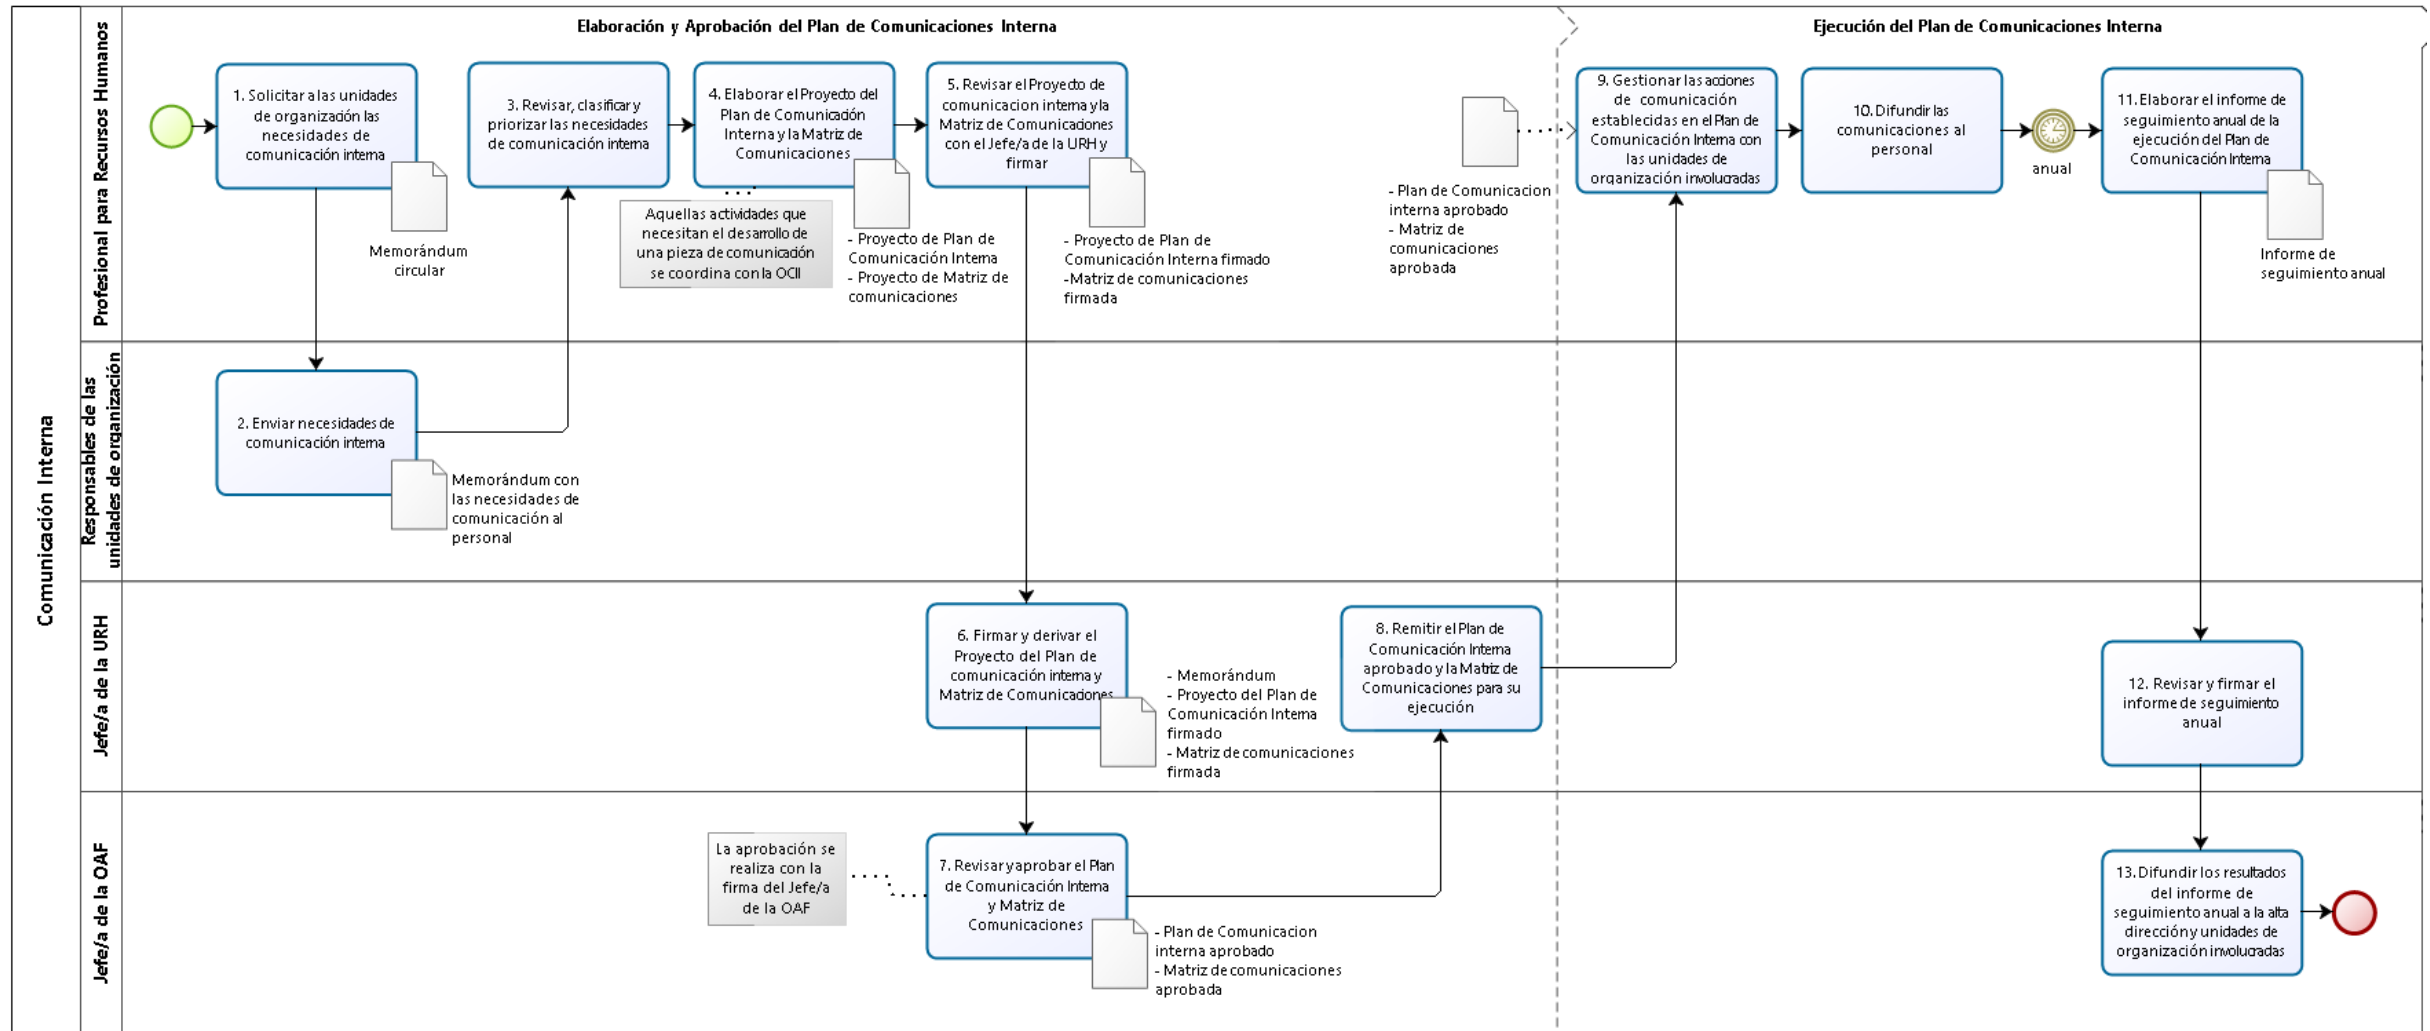 Elaboración y Aprobación del Plan de Comunicaciones Interna
Ejecución del Plan de Comunicaciones Interna
Comunicación Interna
Profesional para Recursos Humanos
1. Solicitar a las unidades
de organización las
necesidades de
comunicación interna
Memorándum
circular
3. Revisar, clasificar y
priorizar las necesidades
de comunicación interna
4. Elaborar el Proyecto del
Plan de Comunicación
Interna y la Matriz de
Comunicaciones
Aquellas actividades que
necesitan el desarrollo de
una pieza de comunicación
se coordina con la OCII
- Proyecto de Plan de
Comunicación Interna
- Proyecto de Matriz de
comunicaciones
5. Revisar el Proyecto de
comunicacion interna y la
Matriz de Comunicaciones
con el Jefe/a de la URH y
firmar
- Proyecto de Plan de
Comunicación Interna firmado
-Matriz de comunicaciones
firmada
- Plan de Comunicacion
interna aprobado
- Matriz de
comunicaciones
aprobada
9. Gestionar las acciones
de comunicación
establecidas en el Plan de
Comunicación Interna con
las unidades de
organización involucradas
10. Difundir las
comunicaciones al
personal
anual
11. Elaborar el informe de
seguimiento anual de la
ejecución del Plan de
Comunicación Interna
Informe de
seguimiento anual
Responsables de las
unidades de organización
2. Enviar necesidades de
comunicación interna
Memorándum con
las necesidades de
comunicación al
personal
Jefe/a de la URH
6. Firmar y derivar el
Proyecto del Plan de
comunicación interna y
Matriz de Comunicaciones
- Memorándum
- Proyecto del Plan de
Comunicación Interna
firmado
- Matriz de comunicaciones
firmada
8. Remitir el Plan de
Comunicación Interna
aprobado y la Matriz de
Comunicaciones para su
ejecución
12. Revisar y firmar el
informe de seguimiento
anual
Jefe/a de la OAF
La aprobación se
realiza con la
firma del Jefe/a
de la OAF
7. Revisar y aprobar el Plan
de Comunicación Interna
y Matriz de
Comunicaciones
- Plan de Comunicacion
interna aprobado
- Matriz de comunicaciones
aprobada
13. Difundir los resultados
del informe de
seguimiento anual a la alta
dirección y unidades de
organización involucradas